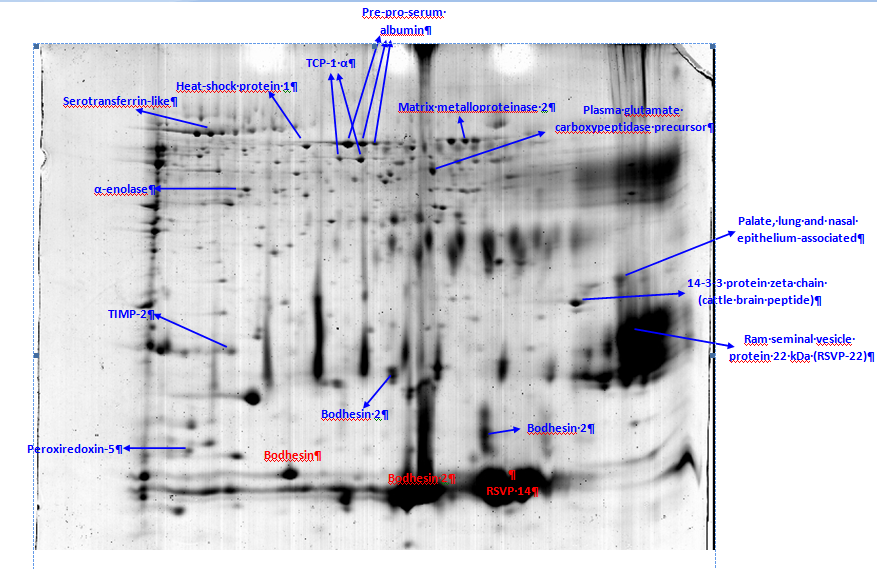 Pre-pro-serum·
albumin¶
TCP-1·α¶
Heat-shock·protein·1¶
Serotransferrin-like¶
Matrix·metalloproteinase·2¶
Plasma·glutamate·
carboxypeptidase·precursor¶
α-enolase¶
Palate,·lung·and·nasal·
epithelium-associated¶
14-3-3·protein·zeta·chain·
(cattle·brain·peptide)¶
TIMP-2¶
Ram·seminal·vesicle·
protein·22·kDa·(RSVP-22)¶
Bodhesin·2¶
Bodhesin·2¶
Peroxiredoxin-5¶
Bodhesin¶
Bodhesin·2¶
¶
RSVP·14¶